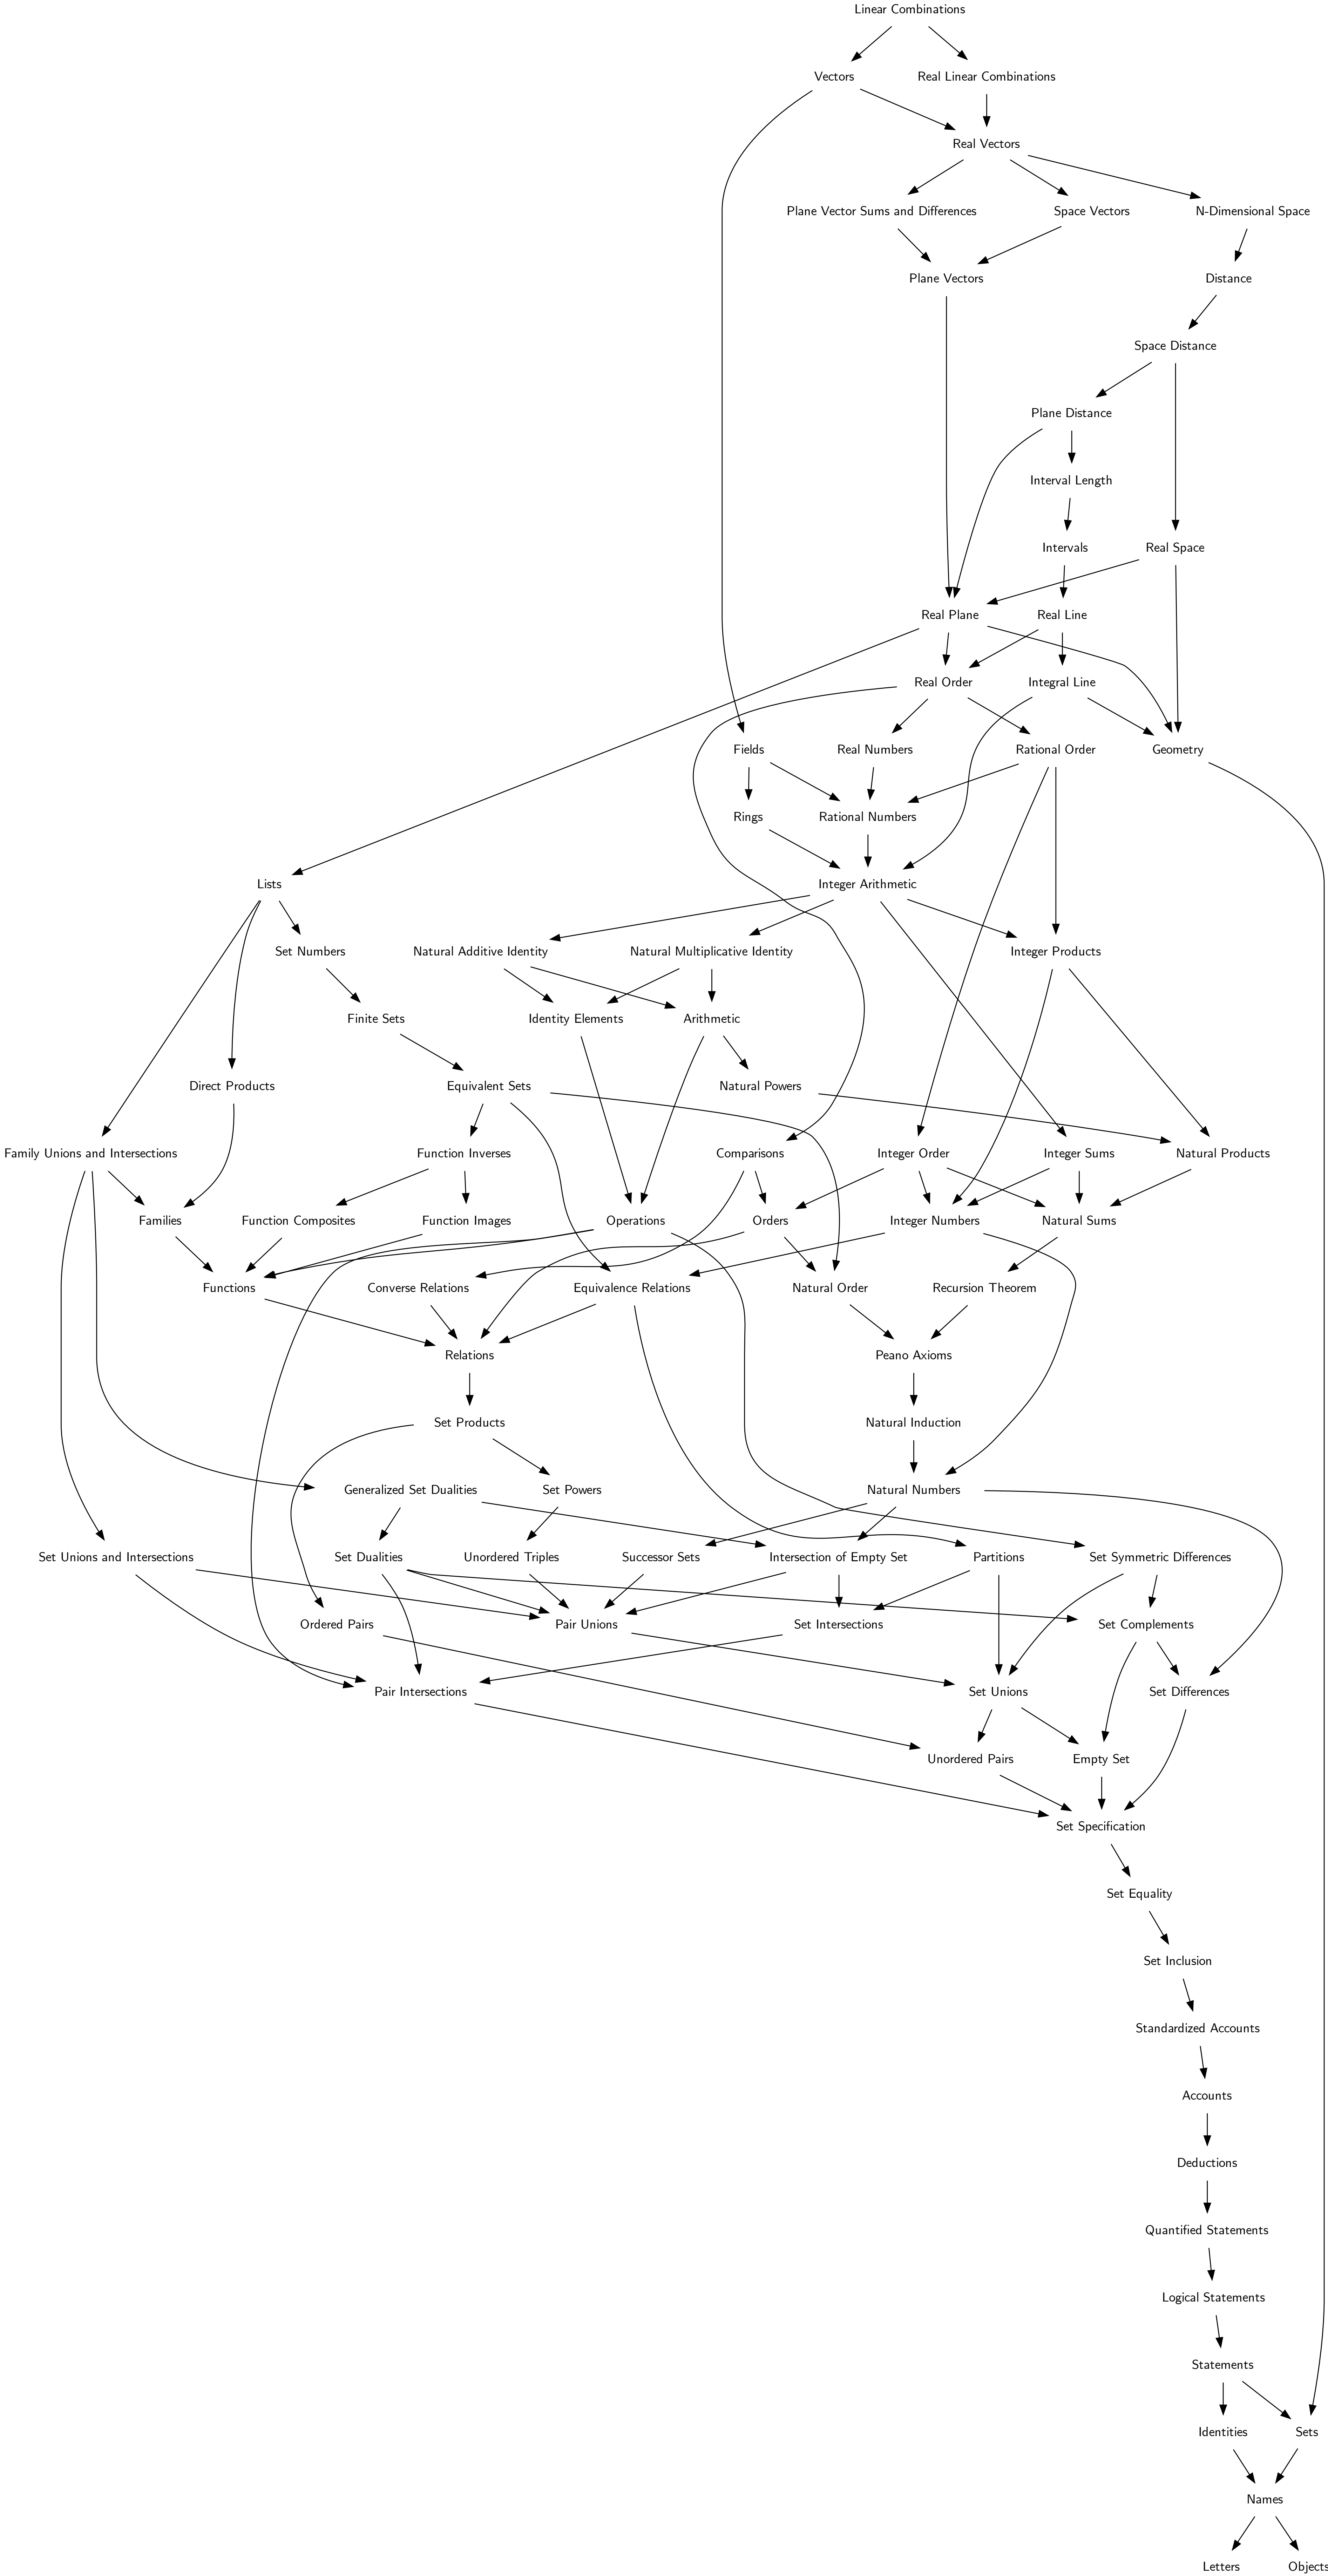 Linear Combinations
Vectors
Real Linear Combinations
Real Vectors
Plane Vector Sums and Differences
Space Vectors
N-Dimensional Space
Plane Vectors
Distance
Space Distance
Plane Distance
Interval Length
Intervals
Real Space
Real Plane
Real Line
Real Order
Integral Line
Fields
Real Numbers
Rational Order
Geometry
Rings
Rational Numbers
Lists
Integer Arithmetic
Set Numbers
Natural Additive Identity
Natural Multiplicative Identity
Integer Products
Finite Sets
Identity Elements
Arithmetic
Direct Products
Equivalent Sets
Natural Powers
Family Unions and Intersections
Function Inverses
Comparisons
Integer Order
Integer Sums
Natural Products
Families
Function Composites
Function Images
Operations
Orders
Integer Numbers
Natural Sums
Functions
Converse Relations
Equivalence Relations
Natural Order
Recursion Theorem
Relations
Peano Axioms
Set Products
Natural Induction
Generalized Set Dualities
Set Powers
Natural Numbers
Set Unions and Intersections
Set Dualities
Unordered Triples
Successor Sets
Intersection of Empty Set
Partitions
Set Symmetric Differences
Ordered Pairs
Pair Unions
Set Intersections
Set Complements
Pair Intersections
Set Unions
Set Differences
Unordered Pairs
Empty Set
Set Specification
Set Equality
Set Inclusion
Standardized Accounts
Accounts
Deductions
Quantified Statements
Logical Statements
Statements
Identities
Sets
Names
Letters
Objects